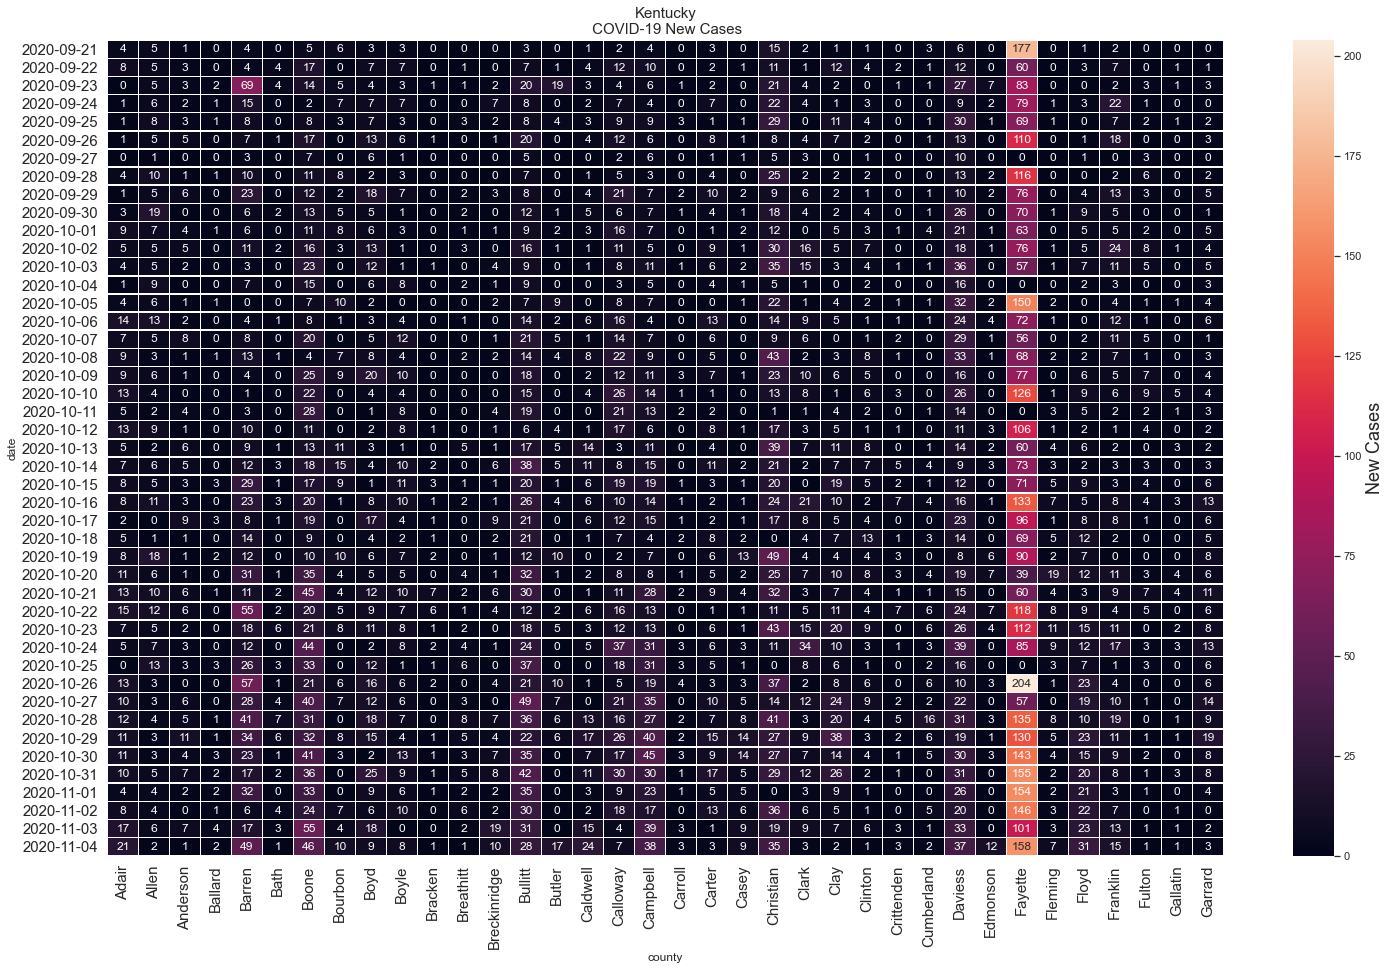 Kentucky
COVID-19 New Cases
2020-09-21 4 5 1 0 4 0 5 6 3 3 0 0 0 3 0 1 2 4 0 3 0 15 2 1 1 0 3 6 0 177 0 1 2 0 0 0
2020-09-22 8 5 3 0 4 4 17 0 7 7 0 1 0 7 1 4 12 10 0 2 1 11 1 12 4 2 1 12 0 60 0 3 7 0 1 1
2020-09-23 0 5 3 2 69 4 14 5 4 3 1 1 2 20 19 3 4 6 1 2 0 21 4 2 0 1 1 27 7 83 0 0 2 3 1 3
2020-09-24 1 6 2 1 15 0 2 7 7 7 0 0 7 8 0 2 7 4 0 7 0 22 4 1 3 0 0 9 2 79 1 3 22 1 0 0
2020-09-25 1 8 3 1 8 0 8 3 7 3 0 3 2 8 4 3 9 9 3 1 1 29 0 11 4 0 1 30 1 69 1 0 7 2 1 2
2020-09-26 1 5 5 0 7 1 17 0 13 6 1 0 1 20 0 4 12 6 0 8 1 8 4 7 2 0 1 13 0 110 0 1 18 0 0 3
2020-09-27 0 1 0 0 3 0 7 0 6 1 0 0 0 5 0 0 2 6 0 1 1 5 3 0 1 0 0 10 0 0 0 1 0 3 0 0
2020-09-28 4 10 1 1 10 0 11 8 2 3 0 0 0 7 0 1 5 3 0 4 0 25 2 2 2 0 0 13 2 116 0 0 2 6 0 2
2020-09-29 1 5 6 0 23 0 12 2 18 7 0 2 3 8 0 4 21 7 2 10 2 9 6 2 1 0 1 10 2 76 0 4 13 3 0 5
2020-09-30 3 19 0 0 6 2 13 5 5 1 0 2 0 12 1 5 6 7 1 4 1 18 4 2 4 0 1 26 0 70 1 9 5 0 0 1
2020-10-01 9 7 4 1 6 0 11 8 6 3 0 1 1 9 2 3 16 7 0 1 2 12 0 5 3 1 4 21 1 63 0 5 5 2 0 5
2020-10-02 5 5 5 0 11 2 16 3 13 1 0 3 0 16 1 1 11 5 0 9 1 30 16 5 7 0 0 18 1 76 1 5 24 8 1 4
2020-10-03 4 5 2 0 3 0 23 0 12 1 1 0 4 9 0 1 8 11 1 6 2 35 15 3 4 1 1 36 0 57 1 7 11 5 0 5
2020-10-04 1 9 0 0 7 0 15 0 6 8 0 2 1 9 0 0 3 5 0 4 1 5 1 0 2 0 2 16 0 0 0 2 3 0 0 3
2020-10-05 4 6 1 1 0 0 7 10 2 0 0 0 2 7 9 0 8 7 0 0 1 22 1 4 2 1 1 32 2 150 2 0 4 1 1 4
2020-10-06 14 13 2 0 4 1 8 1 3 4 0 1 0 14 2 6 16 4 0 13 0 14 9 5 1 1 1 24 4 72 1 0 12 1 0 6
2020-10-07 7 5 8 0 8 0 20 0 5 12 0 0 1 21 5 1 14 7 0 6 0 9 6 0 1 2 0 29 1 56 0 2 11 5 0 1
2020-10-08 9 3 1 1 13 1 4 7 8 4 0 2 2 14 4 8 22 9 0 5 0 43 2 3 8 1 0 33 1 68 2 2 7 1 0 3
2020-10-09 9 6 1 0 4 0 25 9 20 10 0 0 0 18 0 2 12 11 3 7 1 23 10 6 5 0 0 16 0 77 0 6 5 7 0 4
2020-10-10 13 4 0 0 1 0 22 0 4 4 0 0 0 15 0 4 26 14 1 1 0 13 8 1 6 3 0 26 0 126 1 9 6 9 5 4
2020-10-11 5 2 4 0 3 0 28 0 1 8 0 0 4 19 0 0 21 13 2 2 0 1 1 4 2 0 1 14 0 0 3 5 2 2 1 3
2020-10-12 13 9 1 0 10 0 11 0 2 8 1 0 1 6 4 1 17 6 0 8 1 17 3 5 1 1 0 11 3 106 1 2 1 4 0 2
2020-10-13 5 2 6 0 9 1 13 11 3 1 0 5 1 17 5 14 3 11 0 4 0 39 7 11 8 0 1 14 2 60 4 6 2 0 3 2
2020-10-14 7 6 5 0 12 3 18 15 4 10 2 0 6 38 5 11 8 15 0 11 2 21 2 7 7 5 4 9 3 73 3 2 3 3 0 3
2020-10-15 8 5 3 3 29 1 17 9 1 11 3 1 1 20 1 6 19 19 0 3 1 20 0 19 5 2 1 12 0 71 5 9 3 4 0 6
2020-10-16 8 11 3 0 23 3 20 1 8 10 1 2 1 26 4 6 10 14 0 2 1 24 21 10 2 7 4 16 1 133 7 5 8 4 3 13
2020-10-17 2 0 9 3 8 1 19 0 17 4 1 0 9 21 0 6 12 15 1 2 1 17 8 5 4 0 0 23 0 96 1 8 8 1 0 6
2020-10-18 5 1 1 0 14 0 9 0 4 2 1 0 2 21 0 1 7 4 2 8 2 0 4 7 13 1 3 14 0 69 5 12 2 0 0 5
2020-10-19 8 18 1 2 12 0 10 10 6 7 2 0 1 12 10 0 2 7 0 6 13 49 4 4 4 3 0 8 6 90 2 7 0 0 0 8
2020-10-20 11 6 1 0 31 1 35 4 5 5 0 4 1 32 1 2 8 8 1 5 2 25 7 10 8 3 4 19 7 39 19 12 11 3 4 6
2020-10-21 13 10 6 1 11 2 45 4 12 10 7 2 6 30 0 1 11 28 2 9 4 32 3 7 4 1 1 15 0 60 4 3 9 7 4 11
2020-10-22 15 12 6 0 55 2 20 5 9 7 6 1 4 12 2 6 16 13 0 1 1 11 5 11 4 7 6 24 7 118 8 9 4 5 0 6
2020-10-23 7 5 2 0 18 6 21 8 11 8 1 2 0 18 5 3 12 13 0 6 1 43 15 20 9 0 6 26 4 112 11 15 11 0 2 8
2020-10-24 5 7 3 0 12 0 44 0 2 8 2 4 1 24 0 5 37 31 3 6 3 11 34 10 3 1 3 39 0 85 9 12 17 3 3 13
2020-10-25 0 13 3 3 26 3 33 0 12 1 1 6 0 37 0 0 18 31 3 5 1 0 8 6 1 0 2 16 0 0 3 7 1 3 0 6
2020-10-26 13 3 0 0 57 1 21 6 16 6 2 0 4 21 10 1 5 19 4 3 3 37 2 8 6 0 6 10 3 204 1 23 4 0 0 6
2020-10-27 10 3 6 0 28 4 40 7 12 6 0 3 2 49 7 0 21 35 0 10 5 14 12 24 9 2 2 22 0 57 0 19 10 1 0 14
2020-10-28 12 4 5 1 41 7 31 0 18 7 0 8 7 36 6 13 16 27 2 7 8 41 3 20 4 5 16 31 3 135 8 10 19 0 1 9
2020-10-29 11 3 11 1 34 6 32 8 15 4 1 5 4 22 6 17 26 40 2 15 14 27 9 38 3 2 6 19 1 130 5 23 11 1 1 19
2020-10-30 11 3 4 3 23 1 41 3 2 13 1 3 7 35 0 7 17 45 3 9 14 27 7 14 4 1 5 30 3 143 4 15 9 2 0 8
2020-10-31 10 5 7 2 17 2 36 0 25 9 1 5 8 42 0 11 30 30 1 17 5 29 12 26 2 1 0 31 0 155 2 20 8 1 3 8
2020-11-01 4 4 2 2 32 0 33 0 9 6 1 2 2 35 0 3 9 23 1 5 5 0 3 9 1 0 0 26 0 154 2 21 3 1 0 4
2020-11-02 8 4 0 1 8 4 24 7 6 10 0 6 2 30 0 2 18 17 0 13 6 36 6 5 1 0 5 20 0 146 3 22 7 0 1 0
2020-11-03 17 6 7 4 17 3 55 4 18 0 0 2 19 31 0 15 4 39 3 1 9 19 9 7 6 3 1 33 0 101 3 23 13 1 1 2
2020-11-04 21 2 1 2 49 1 46 10 9 8 1 1 10 28 17 24 7 38 3 3 9 35 3 2 1 3 2 37 12 158 7 31 15 1 1 3
Adair Allen Anderson Ballard Barren Bath Boone Bourbon Boyd Boyle Bracken Breathitt Breckinridge Bullitt Butler Caldwell Calloway Campbell Carroll Carter Casey Christian Clark Clay Clinton Crittenden Cumberland Daviess Edmonson Fayette Fleming Floyd Franklin Fulton Gallatin Garrard
county
date
200
175
150
125
100
75
50
25
0
New Cases